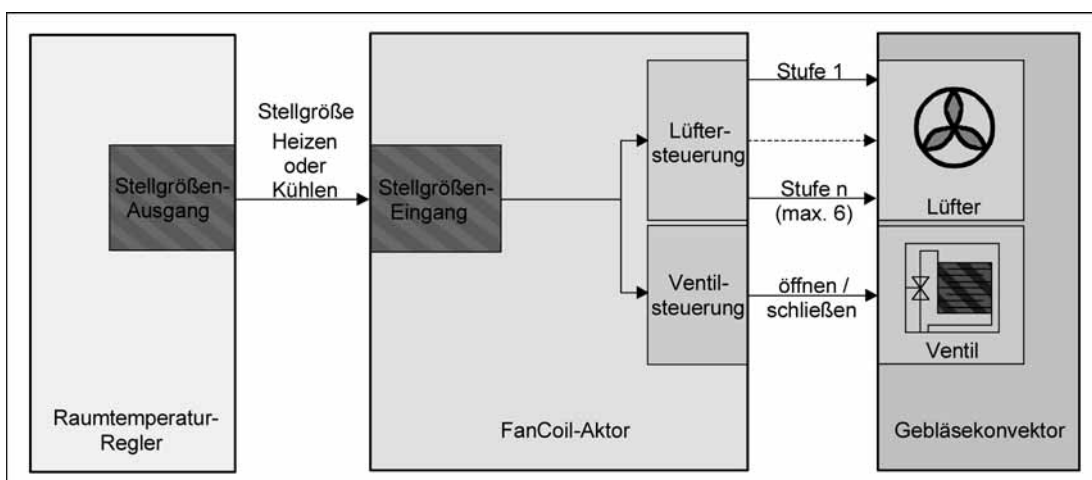 Stellgrößen-
Ausgang
Raumtemperatur-
Regler
Stellgröße
Heizen
oder
Kühlen
Stellgrößen-
Eingang
Lüfter-
steuerung
Ventil-
steuerung
FanCoil-Aktor
Stufe 1
Stufe n
(max. 6)
öffnen /
schließen
Lüfter
Ventil
Gebläsekonvektor